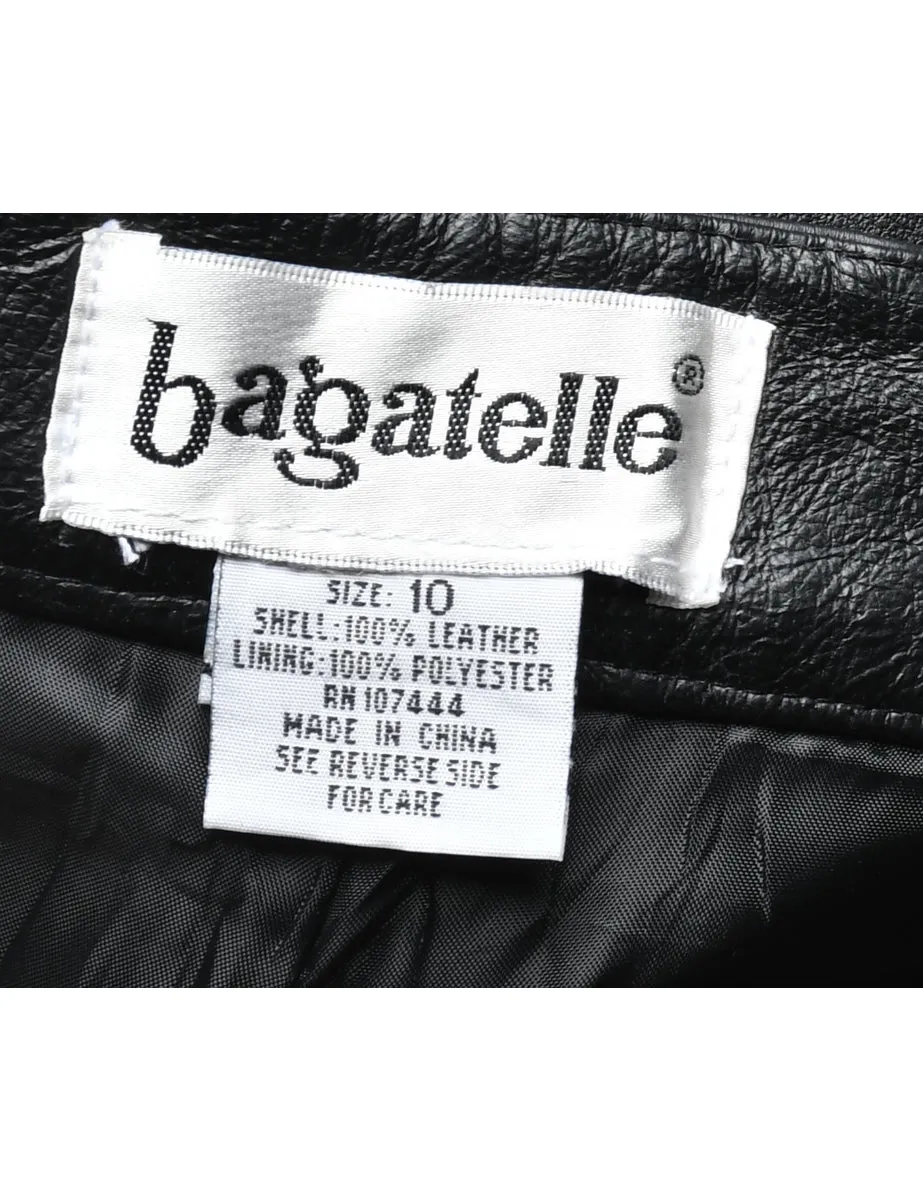 bagatelle®
SIZE: 10
SHELL:100% LEATHER
LINING:100% POLYESTER
RN 107444
MADE IN CHINA
SEE REVERSE SIDE
FOR CARE